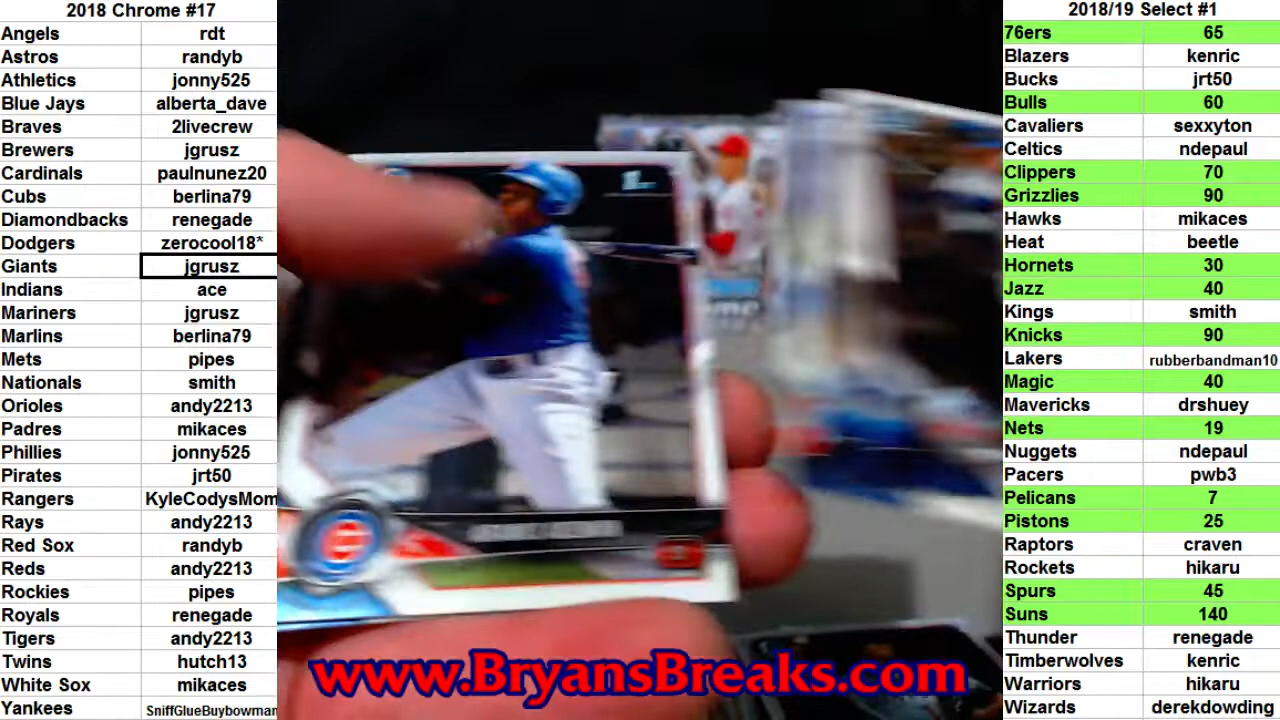 2018 Chrome #17
Angels rdt
Astros randyb
Athletics jonny525
Blue Jays alberta_dave
Braves 2livecrew
Brewers jgrusz
Cardinals paulnunez20
Cubs berlina79
Diamondbacks renegade
Dodgers zerocool18*
Giants jgrusz
Indians ace
Mariners jgrusz
Marlins berlina79
Mets pipes
Nationals smith
Orioles andy2213
Padres mikaces
Phillies jonny525
Pirates jrt50
Rangers KyleCodysMom
Rays andy2213
Red Sox randyb
Reds andy2213
Rockies pipes
Royals renegade
Tigers andy2213
Twins hutch13
White Sox mikaces
Yankees SniffGlueBuybowman
www.BryansBreaks.com
2018/19 Select #1
76ers 65
Blazers kenric
Bucks jrt50
Bulls 60
Cavaliers sexxyton
Celtics ndepaul
Clippers 70
Grizzlies 90
Hawks mikaces
Heat beetle
Hornets 30
Jazz 40
Kings smith
Knicks 90
Lakers rubberbandman10
Magic 40
Mavericks drshuey
Nets 19
Nuggets ndepaul
Pacers pwb3
Pelicans 7
Pistons 25
Raptors craven
Rockets hikaru
Spurs 45
Suns 140
Thunder renegade
Timberwolves kenric
Warriors hikaru
Wizards derekdowding